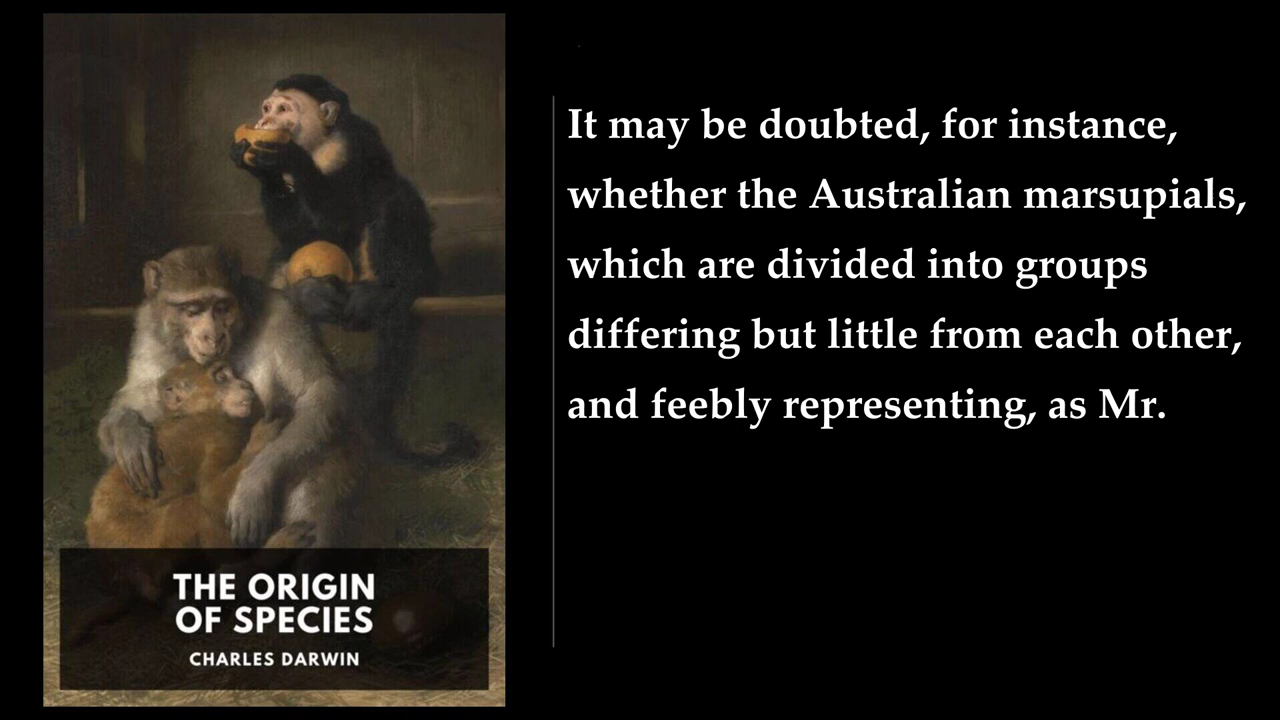 THE ORIGIN
OF SPECIES
CHARLES DARWIN
It may be doubted, for instance,
whether the Australian marsupials,
which are divided into groups
differing but little from each other,
and feebly representing, as Mr.